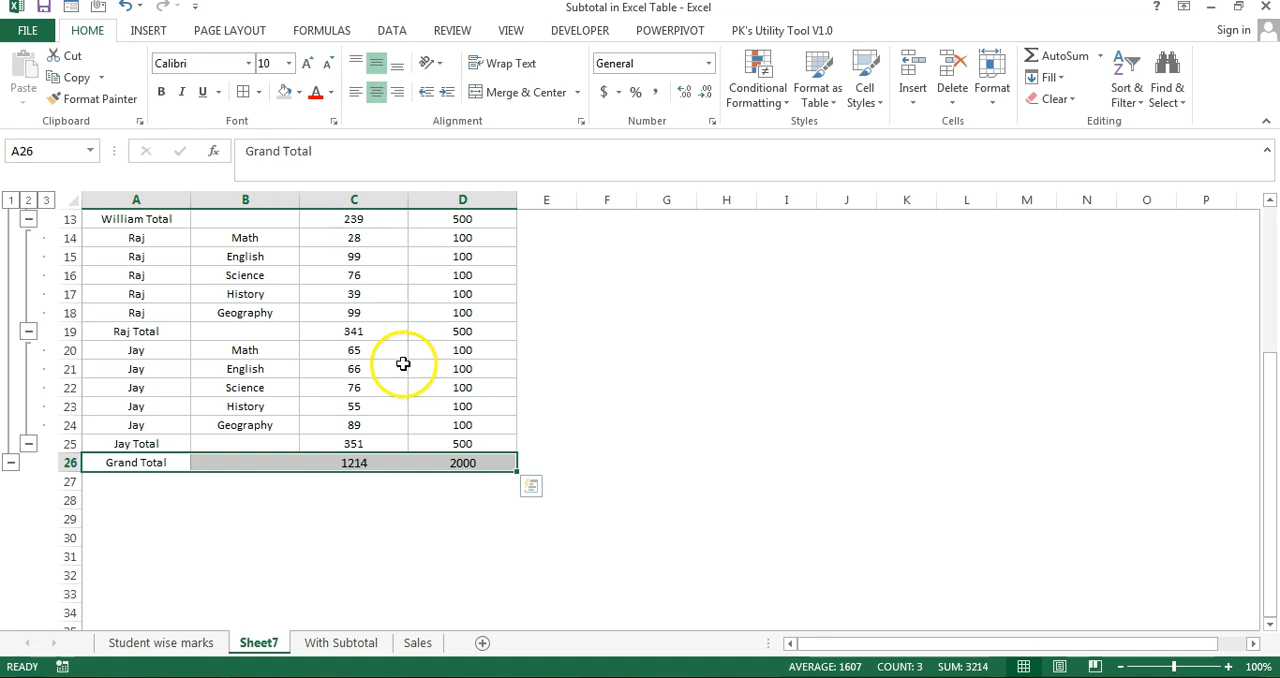 Subtotal in Excel Table - Excel
FILE HOME INSERT PAGE LAYOUT FORMULAS DATA REVIEW VIEW DEVELOPER POWERPIVOT PK's Utility Tool V1.0 Sign in
Paste
Cut
Copy
Format Painter
Clipboard
Calibri 10
B I U
Font
Wrap Text
Merge & Center
Alignment
General
$ % ,
Number
Conditional Formatting
Format as Table
Cell Styles
Styles
Insert Delete Format
Cells
AutoSum
Fill
Clear
Sort & Filter
Find & Select
Editing
A26 fx Grand Total
1 2 3 A B C D E F G H I J K L M N O P
13 William Total 239 500
14 Raj Math 28 100
15 Raj English 99 100
16 Raj Science 76 100
17 Raj History 39 100
18 Raj Geography 99 100
19 Raj Total 341 500
20 Jay Math 65 100
21 Jay English 66 100
22 Jay Science 76 100
23 Jay History 55 100
24 Jay Geography 89 100
25 Jay Total 351 500
26 Grand Total 1214 2000
27
28
29
30
31
32
33
34
Student wise marks Sheet7 With Subtotal Sales
READY AVERAGE: 1607 COUNT: 3 SUM: 3214 100%